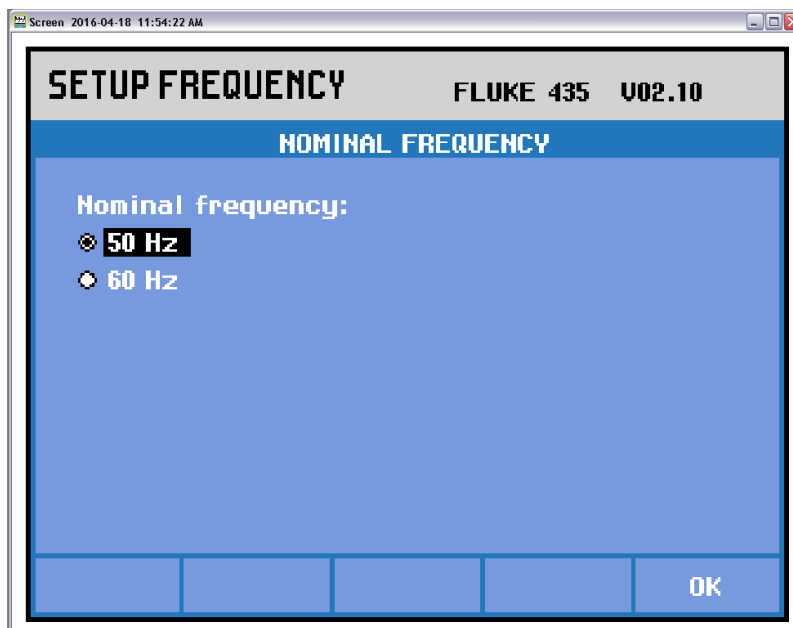 Screen 2016-04-18 11:54:22 AM
SETUP FREQUENCY FLUKE 435 V02.10
NOMINAL FREQUENCY
Nominal frequency:
50 Hz
60 Hz
OK